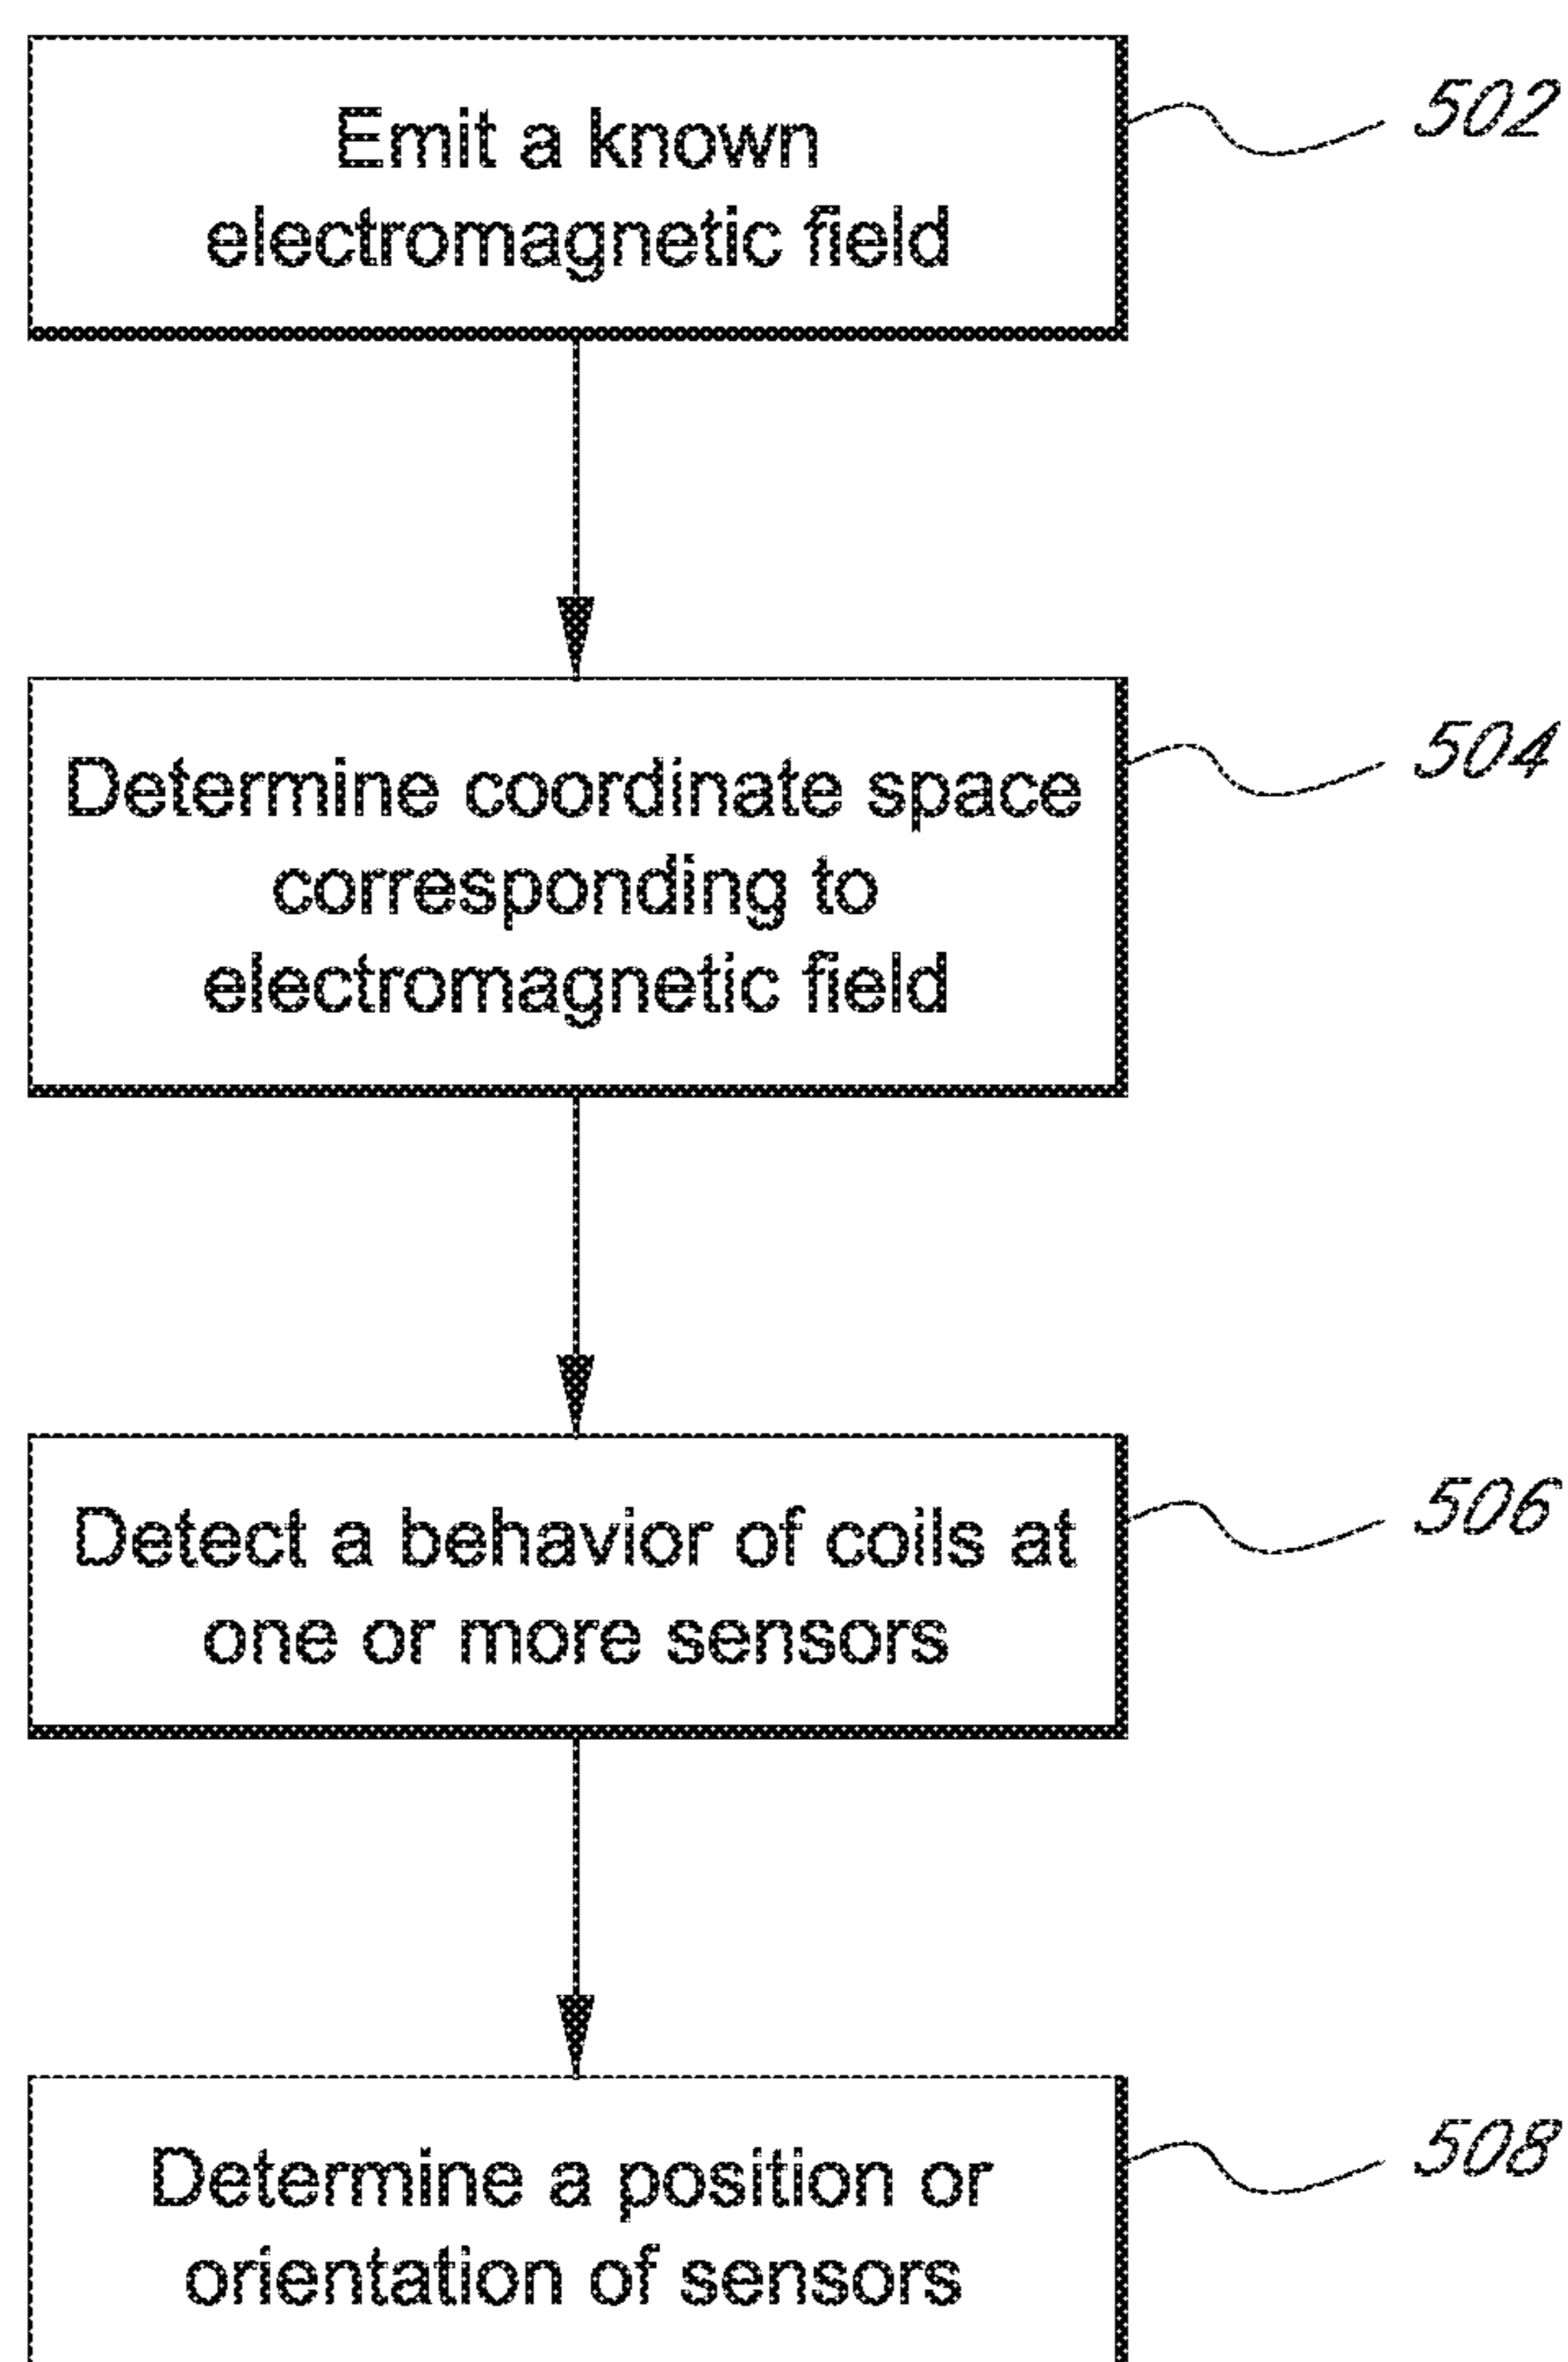 Emit a known
electromagnetic field
502
Determine coordinate space
corresponding to
electromagnetic field
504
Detect a behavior of coils at
one or more sensors
506
Determine a position or
orientation of sensors
508